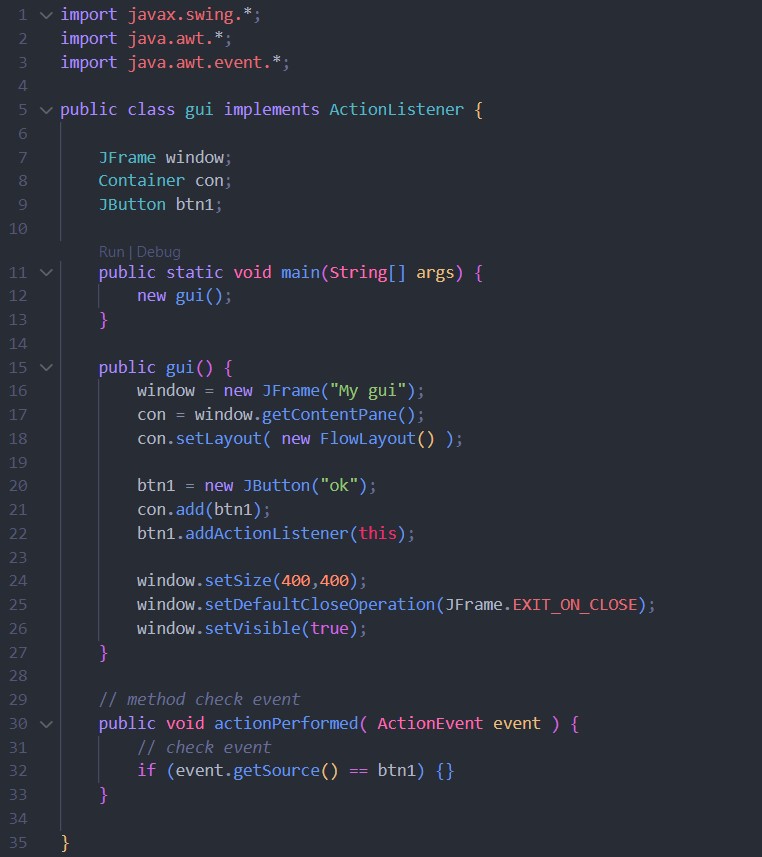 1 import javax.swing.*;
2 import java.awt.*;
3 import java.awt.event.*;
4
5 public class gui implements ActionListener {
6
7     JFrame window;
8     Container con;
9     JButton btn1;
10
Run | Debug
11     public static void main(String[] args) {
12         new gui();
13     }
14
15     public gui() {
16         window = new JFrame("My gui");
17         con = window.getContentPane();
18         con.setLayout( new FlowLayout() );
19
20         btn1 = new JButton("ok");
21         con.add(btn1);
22         btn1.addActionListener(this);
23
24         window.setSize(400,400);
25         window.setDefaultCloseOperation(JFrame.EXIT_ON_CLOSE);
26         window.setVisible(true);
27     }
28
29     // method check event
30     public void actionPerformed( ActionEvent event ) {
31         // check event
32         if (event.getSource() == btn1) {}
33     }
34
35 }